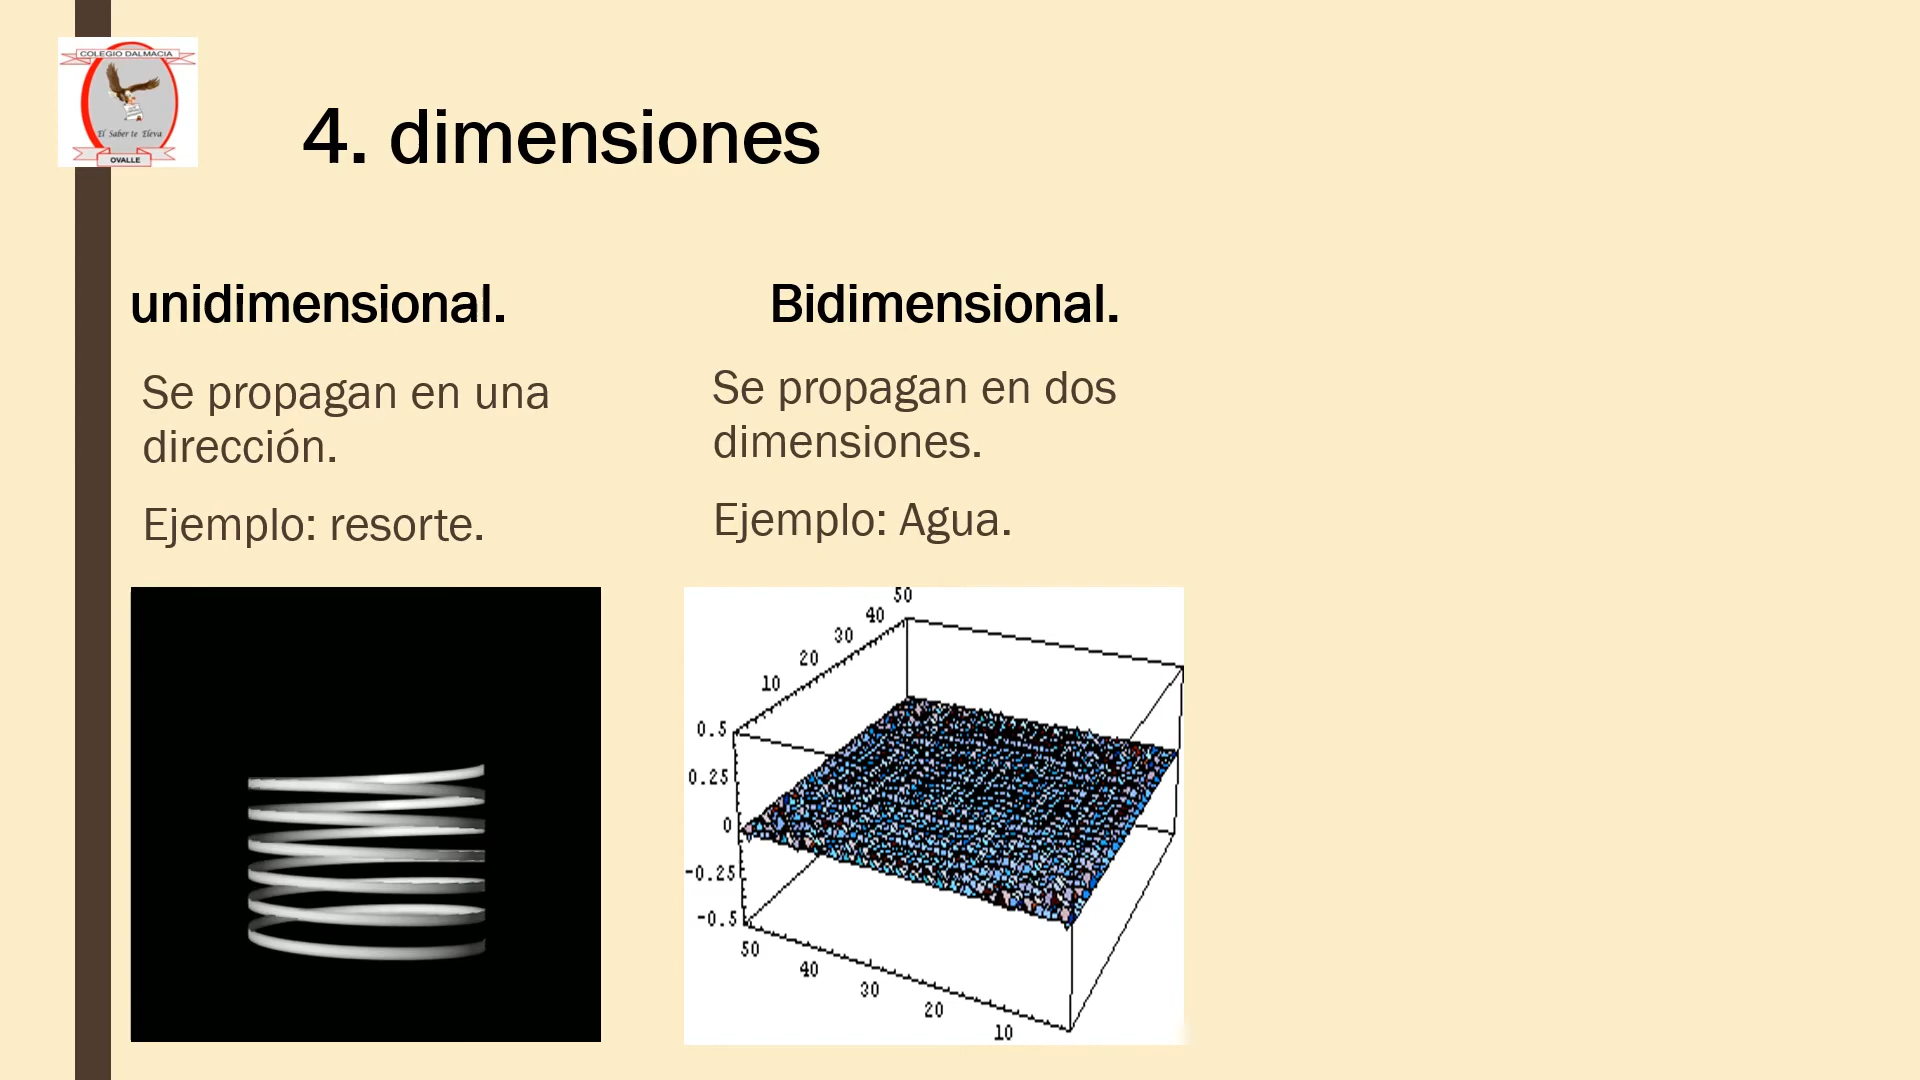 COLEGIO DALMACIA
El Saber te Eleva
OVALLE
4. dimensiones
unidimensional.
Se propagan en una
dirección.
Ejemplo: resorte.
Bidimensional.
Se propagan en dos
dimensiones.
Ejemplo: Agua.
50
40
30
20
10
0.5
0.25
0
-0.25
-0.5
50
40
30
20
10